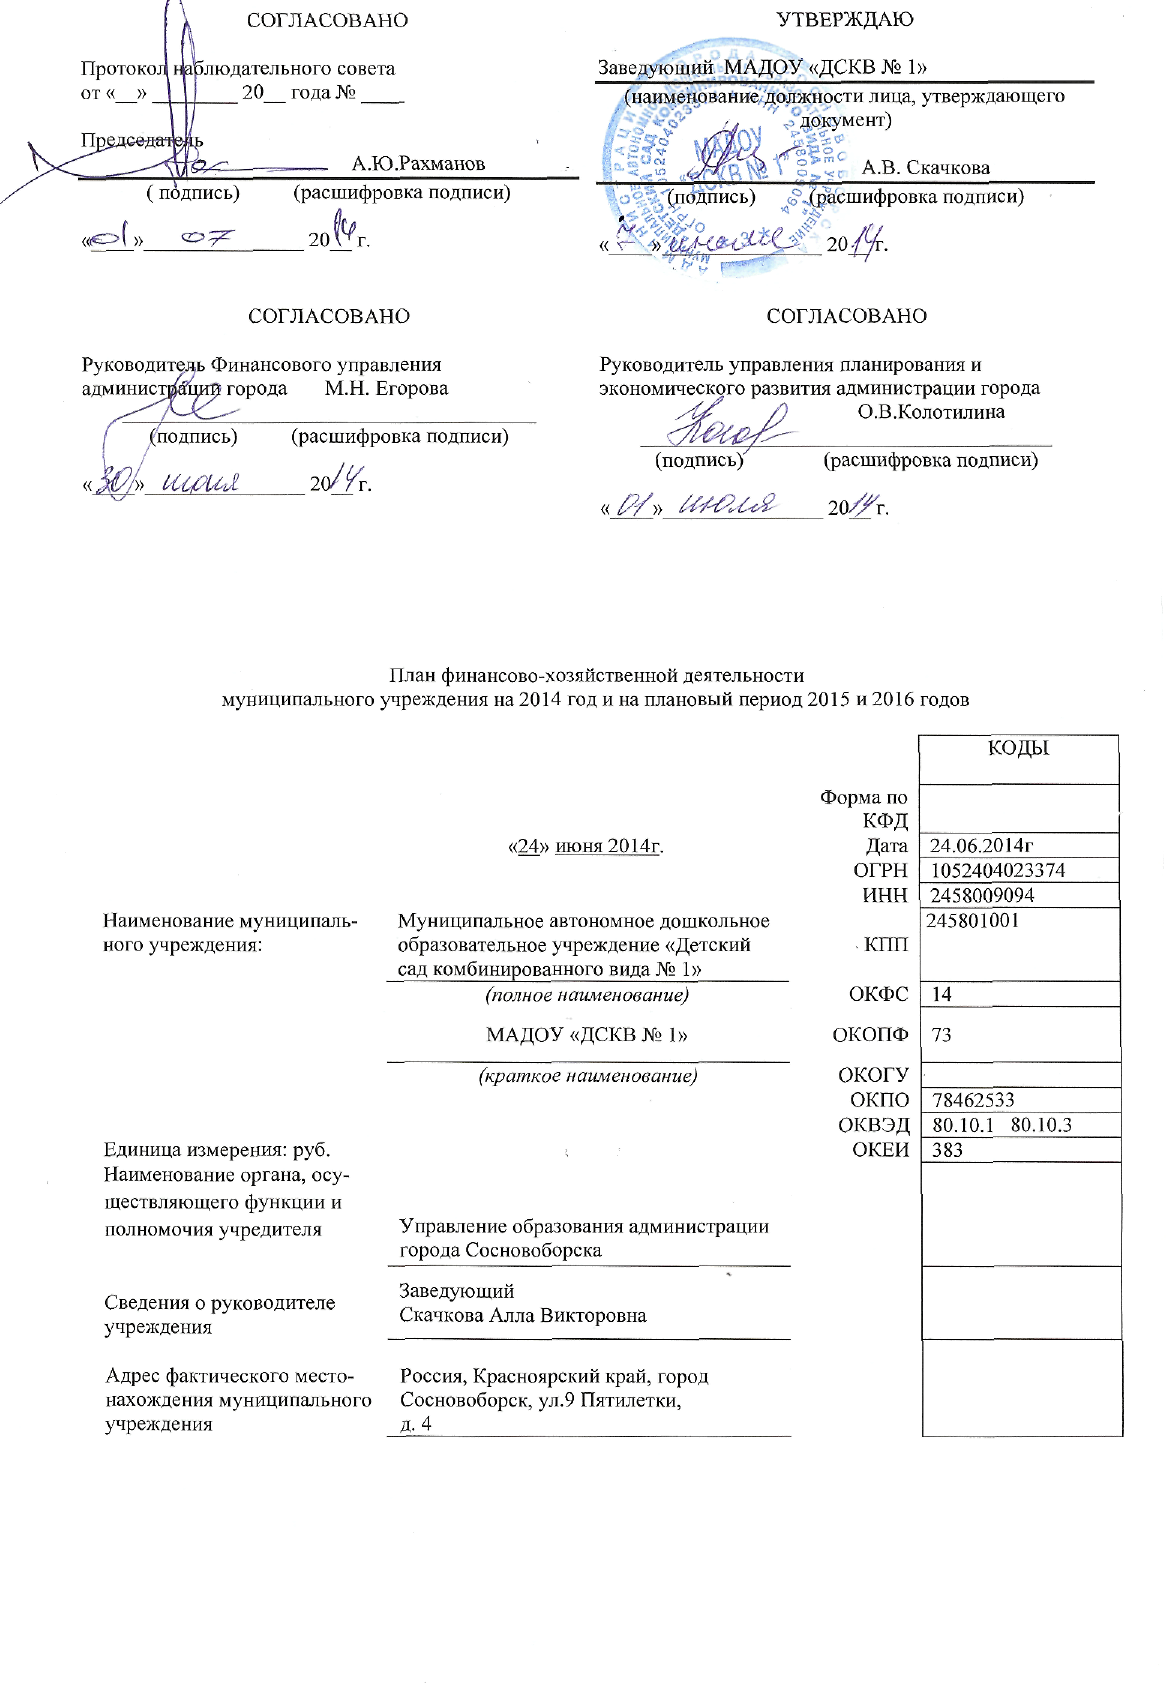 СОГЛАСОВАНО
Протокол наблюдательного совета
от «__» ________ 20__ года № ____
Председатель
А.Ю.Рахманов
( подпись) (расшифровка подписи)
«01» 07 2014 г.
УТВЕРЖДАЮ
Заведующий МАДОУ «ДСКВ № 1»
(наименование должности лица, утверждающего
документ)
МАДОУ
«ДСКВ № 1»
А.В. Скачкова
(подпись) (расшифровка подписи)
2014г.
СОГЛАСОВАНО
Руководитель Финансового управления
администрации города М.Н. Егорова
(подпись) (расшифровка подписи)
«30» июня 2014 г.
СОГЛАСОВАНО
Руководитель управления планирования и
экономического развития администрации города
О.В.Колотилина
(подпись) (расшифровка подписи)
«01» июля 2014 г.
План финансово-хозяйственной деятельности
муниципального учреждения на 2014 год и на плановый период 2015 и 2016 годов
КОДЫ
Форма по
КФД
«24» июня 2014г. Дата 24.06.2014г
ОГРН 1052404023374
ИНН 2458009094
Наименование муниципаль-
ного учреждения:
Муниципальное автономное дошкольное
образовательное учреждение «Детский
сад комбинированного вида № 1»
КПП 245801001
(полное наименование) ОКФС 14
МАДОУ «ДСКВ № 1» ОКОПФ 73
(краткое наименование) ОКОГУ
ОКПО 78462533
ОКВЭД 80.10.1 80.10.3
Единица измерения: руб. ОКЕИ 383
Наименование органа, осу-
ществляющего функции и
полномочия учредителя
Управление образования администрации
города Сосновоборска
Сведения о руководителе
учреждения
Заведующий
Скачкова Алла Викторовна
Адрес фактического место-
нахождения муниципального
учреждения
Россия, Красноярский край, город
Сосновоборск, ул.9 Пятилетки,
д. 4